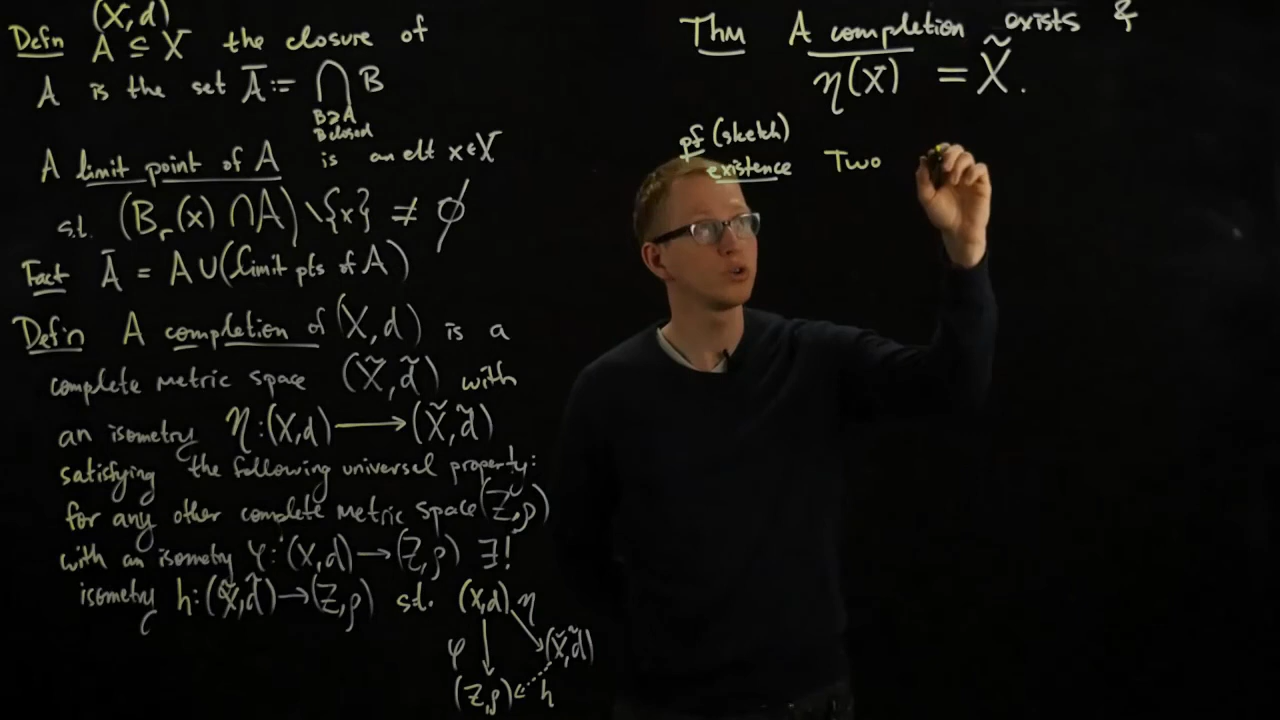 (X, d)
Defn A ⊆ X the closure of
A is the set Ā := ⋂ B
B⊇A
B closed
A limit point of A is an elt x∈X
s.t. (B_r(x) ∩ A) \ {x} ≠ ∅
Fact Ā = A ∪ (limit pts of A)
Def'n A completion of (X, d) is a
complete metric space (X̃, d̃) with
an isometry η : (X, d) ⟶ (X̃, d̃)
satisfying the following universal property:
for any other complete metric space (Z, ρ)
with an isometry φ : (X, d) → (Z, ρ) ∃!
isometry h : (X̃, d̃) → (Z, ρ) s.t. (X, d) η
φ (X̃, d̃)
(Z, ρ) h
Thm A completion exists &
η(X) = X̃.
pf (sketch)
existence Two